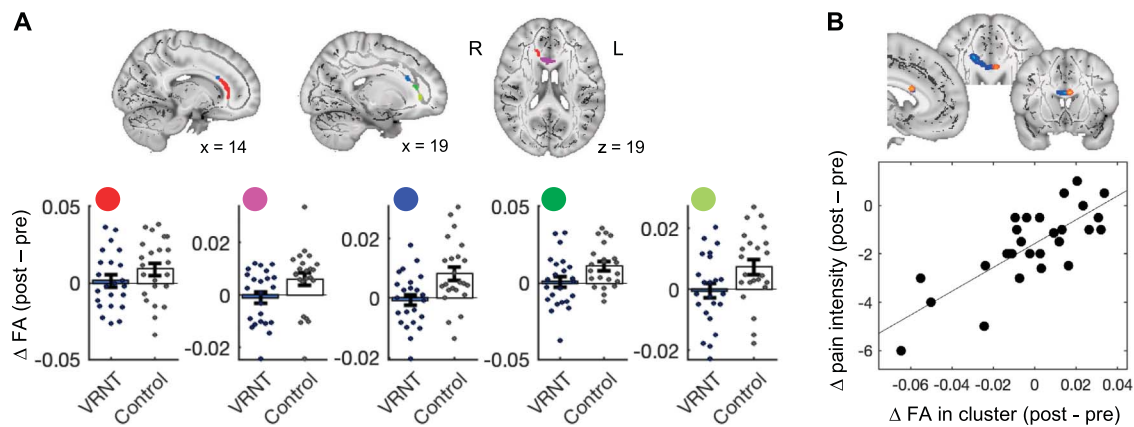 A
B
R
L
x = 14
x = 19
z = 19
Δ FA (post – pre)
0.05
0
-0.05
VRNT
Control
0.02
0
-0.02
VRNT
Control
0.02
0
-0.02
VRNT
Control
0.05
0
-0.05
VRNT
Control
0.02
0
-0.02
VRNT
Control
Δ pain intensity (post – pre)
0
-2
-4
-6
-0.06
-0.04
-0.02
0
0.02
0.04
Δ FA in cluster (post - pre)